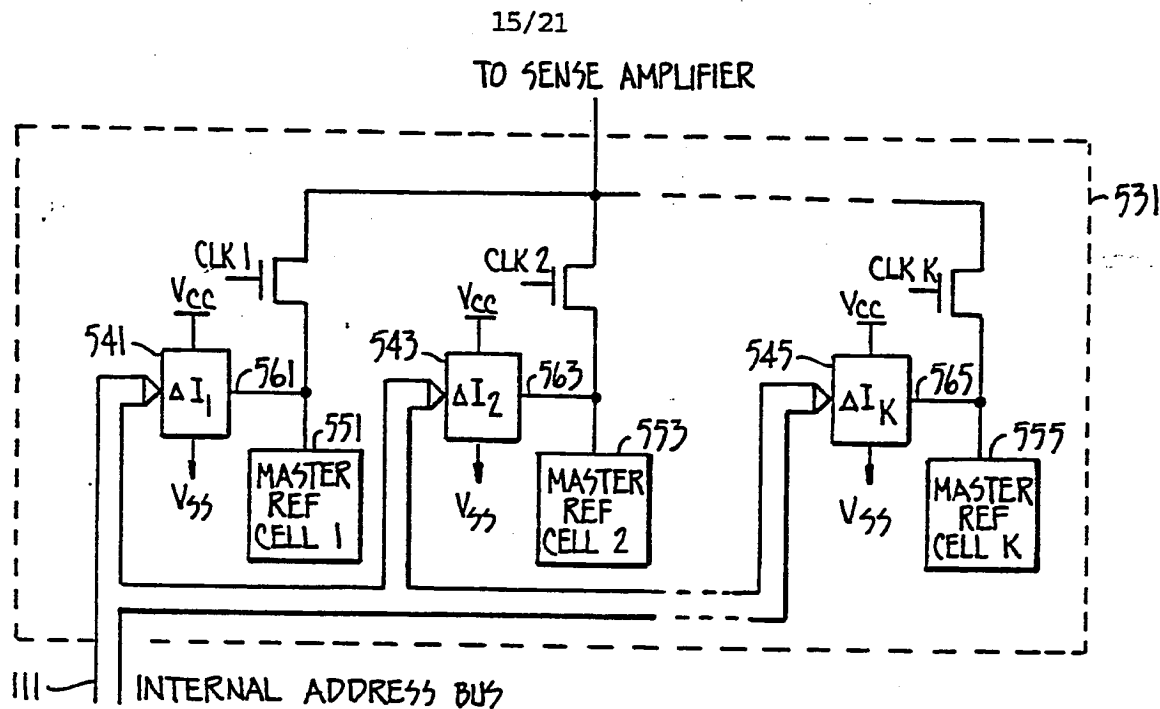 15/21
TO SENSE AMPLIFIER
531
CLK 1
CLK 2
CLK K
VCC
VCC
VCC
541
543
545
ΔI1
561
ΔI2
563
ΔIK
565
551
553
555
VSS
VSS
VSS
MASTER
REF
CELL 1
MASTER
REF
CELL 2
MASTER
REF
CELL K
111
INTERNAL ADDRESS BUS